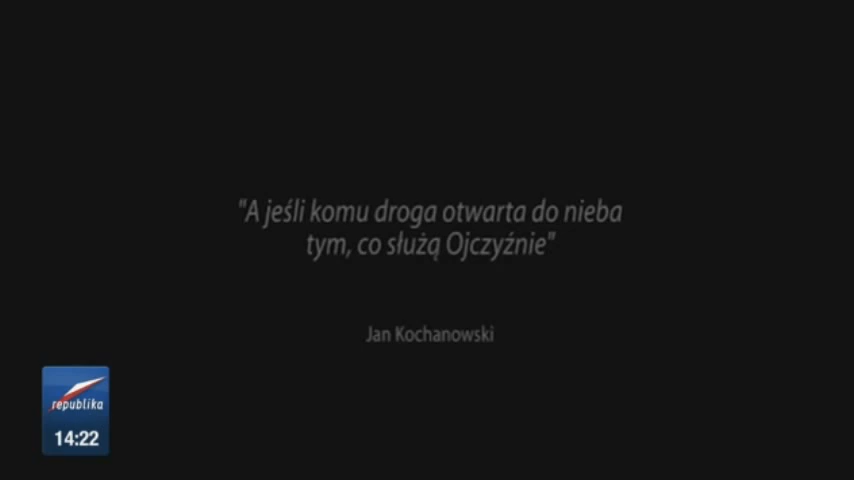 "A jeśli komu droga otwarta do nieba
tym, co służą Ojczyźnie"
Jan Kochanowski
republika
14:22